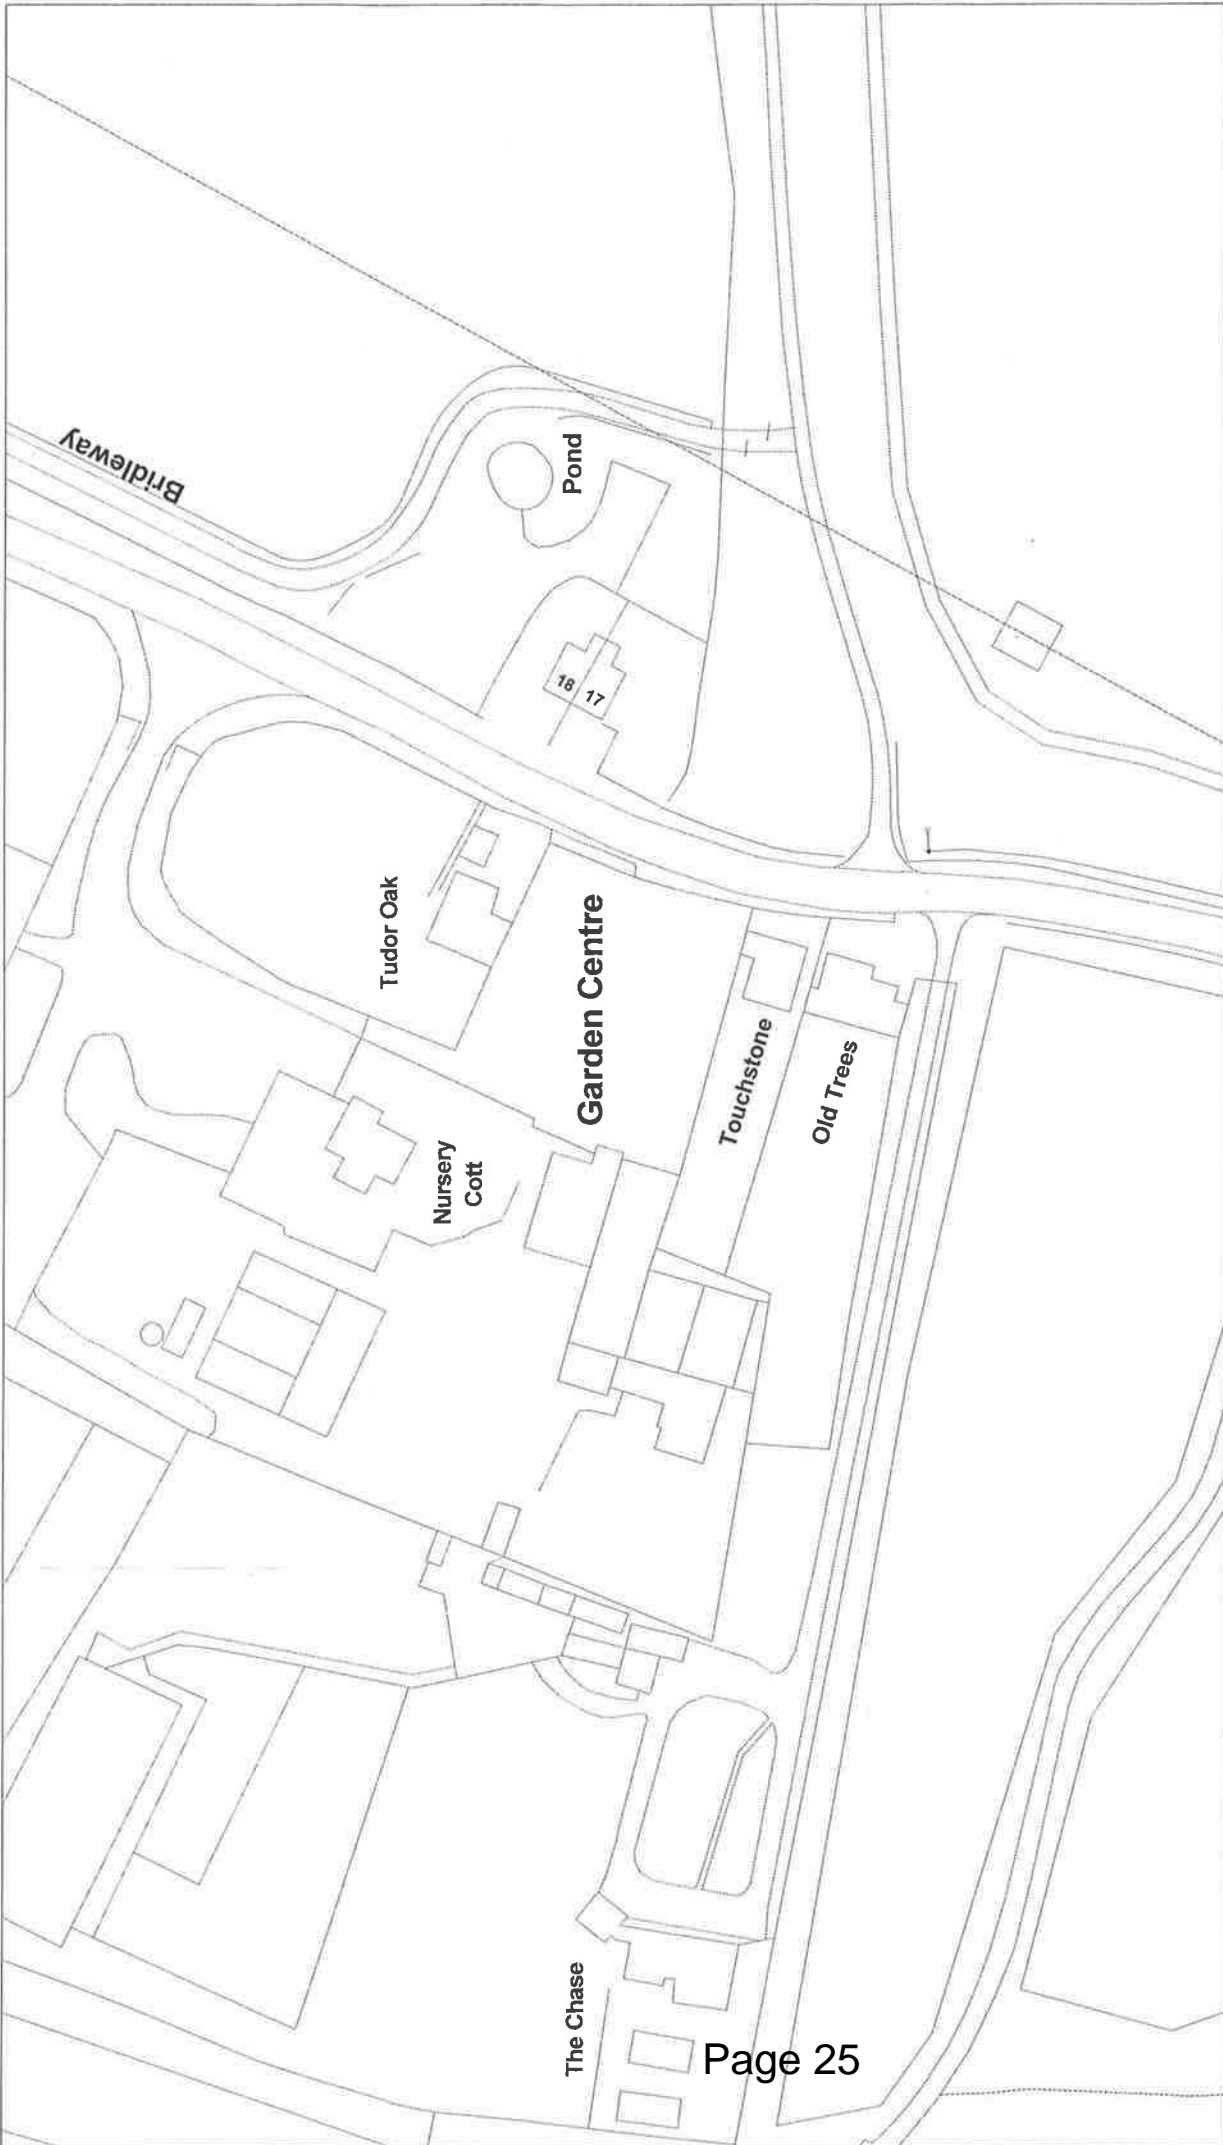 Bridleway
Pond
18
17
Tudor Oak
Garden Centre
Touchstone
Old Trees
Nursery
Cott
The Chase
Page 25